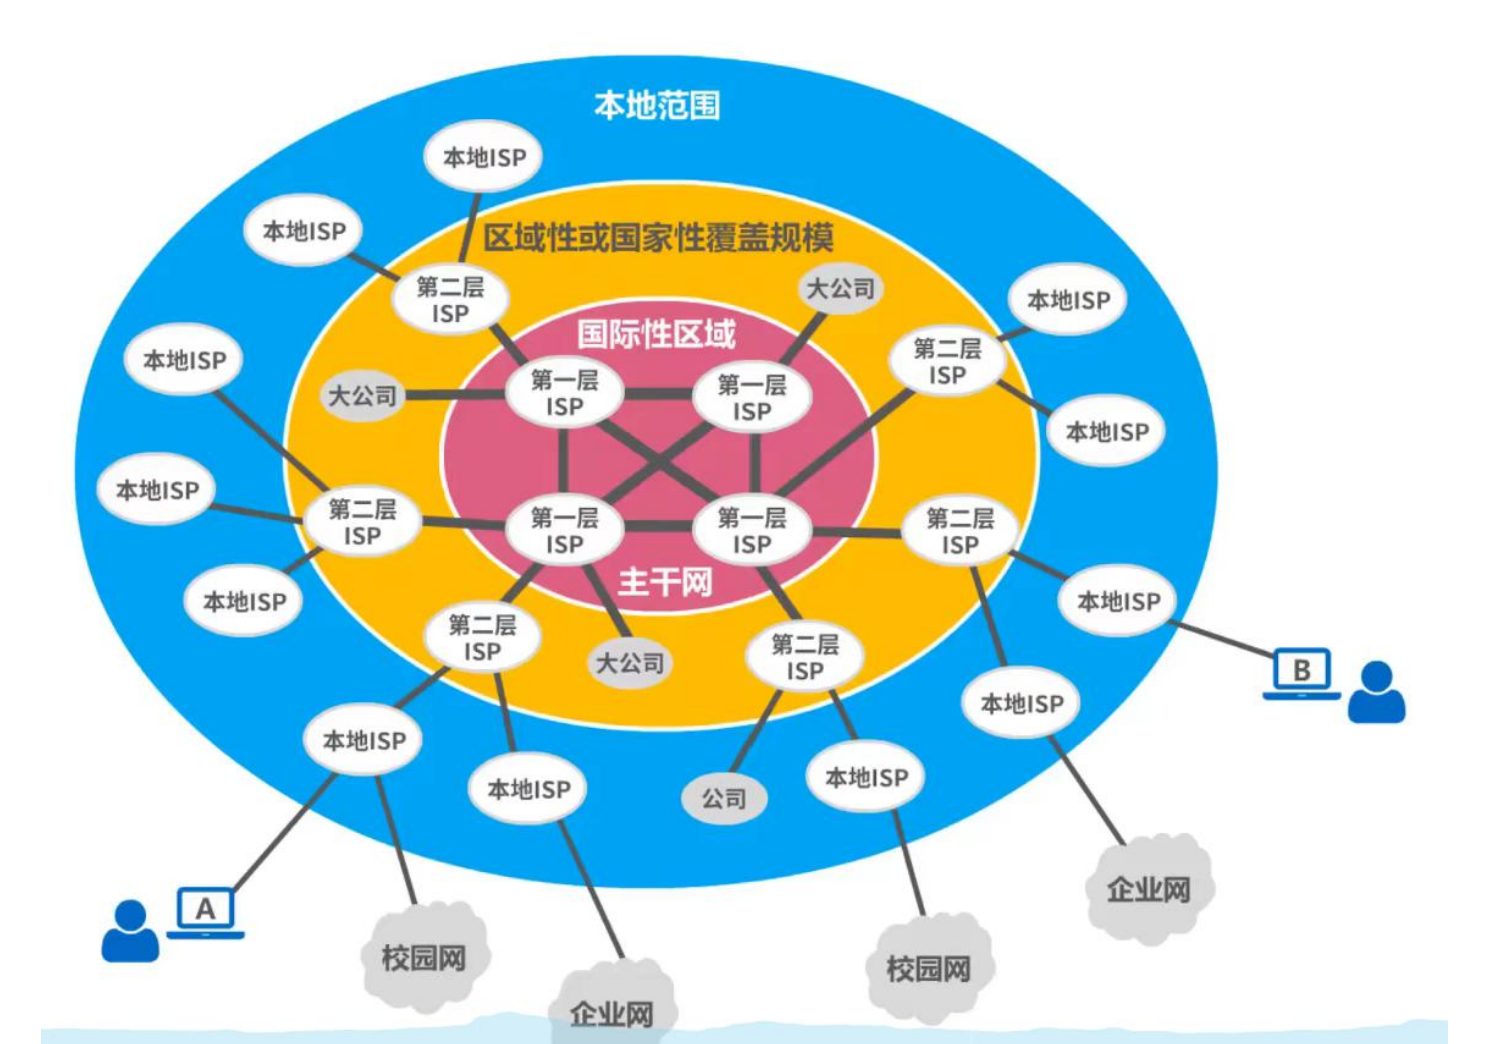 本地范围
本地ISP
本地ISP
区域性或国家性覆盖规模
第二层
ISP
大公司
本地ISP
国际性区域
本地ISP
第二层
ISP
大公司
第一层
ISP
第一层
ISP
本地ISP
本地ISP
第二层
ISP
第一层
ISP
第一层
ISP
第二层
ISP
主干网
本地ISP
本地ISP
第二层
ISP
大公司
第二层
ISP
B
本地ISP
本地ISP
本地ISP
公司
本地ISP
A
企业网
校园网
校园网
企业网